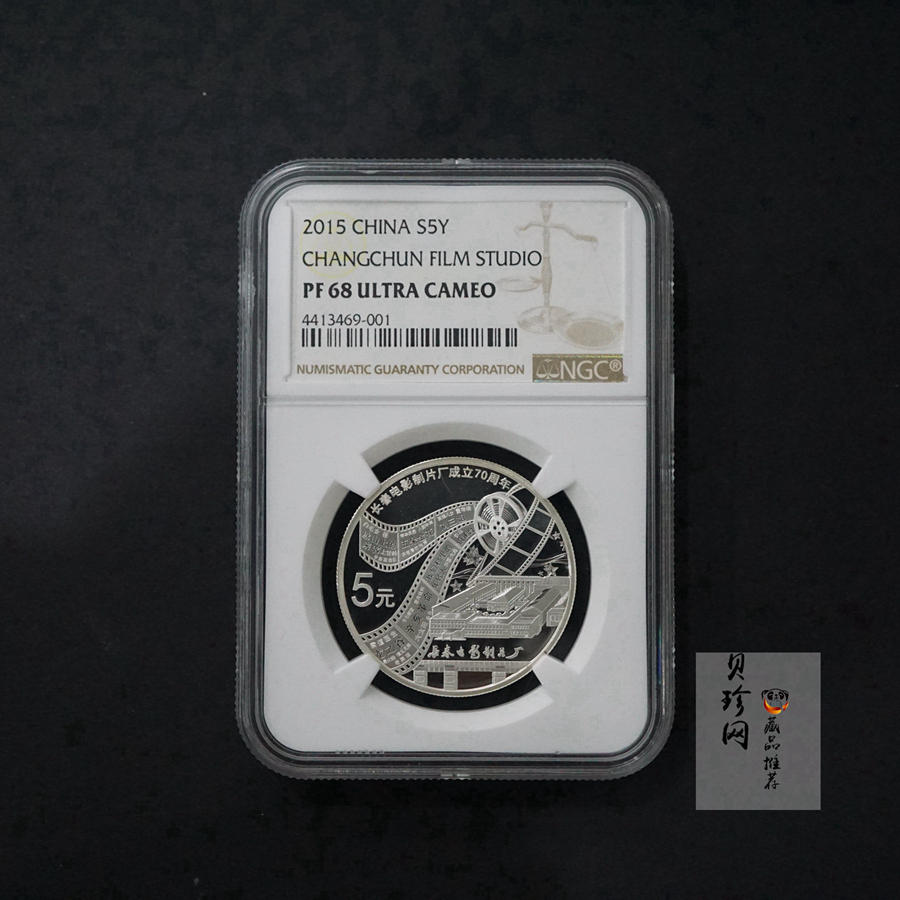 2015 CHINA S5Y
CHANGCHUN FILM STUDIO
PF 68 ULTRA CAMEO
4413469-001
NUMISMATIC GUARANTY CORPORATION
NGC®
长春电影制片厂成立70周年
5元
长春电影制片厂
贝珍网
藏品推荐